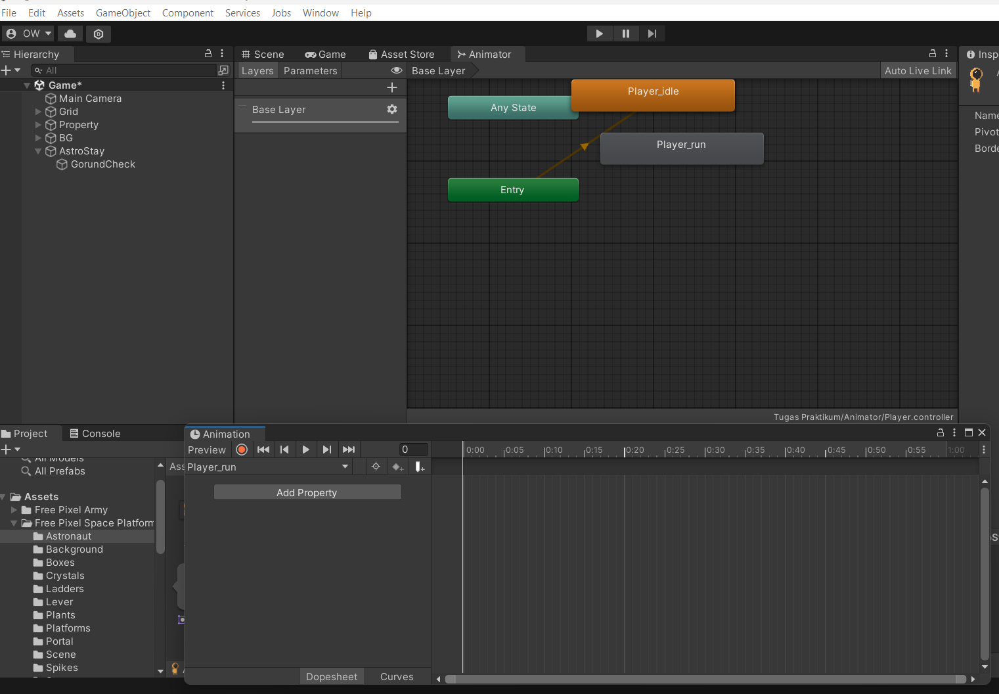 File Edit Assets GameObject Component Services Jobs Window Help
OW
Hierarchy
All
Game*
Main Camera
Grid
Property
BG
AstroStay
GorundCheck
Scene Game Asset Store Animator
Layers Parameters Base Layer Auto Live Link
Base Layer
Any State
Player_idle
Player_run
Entry
Tugas Praktikum/Animator/Player.controller
Insp
Name
Pivot
Borde
Project Console
All Models
All Prefabs
Assets
Free Pixel Army
Free Pixel Space Platform
Astronaut
Background
Boxes
Crystals
Ladders
Lever
Plants
Platforms
Portal
Scene
Spikes
Ass
Animation
Preview 0
0:00 0:05 0:10 0:15 0:20 0:25 0:30 0:35 0:40 0:45 0:50 0:55 1:00
Player_run
Add Property
Dopesheet Curves